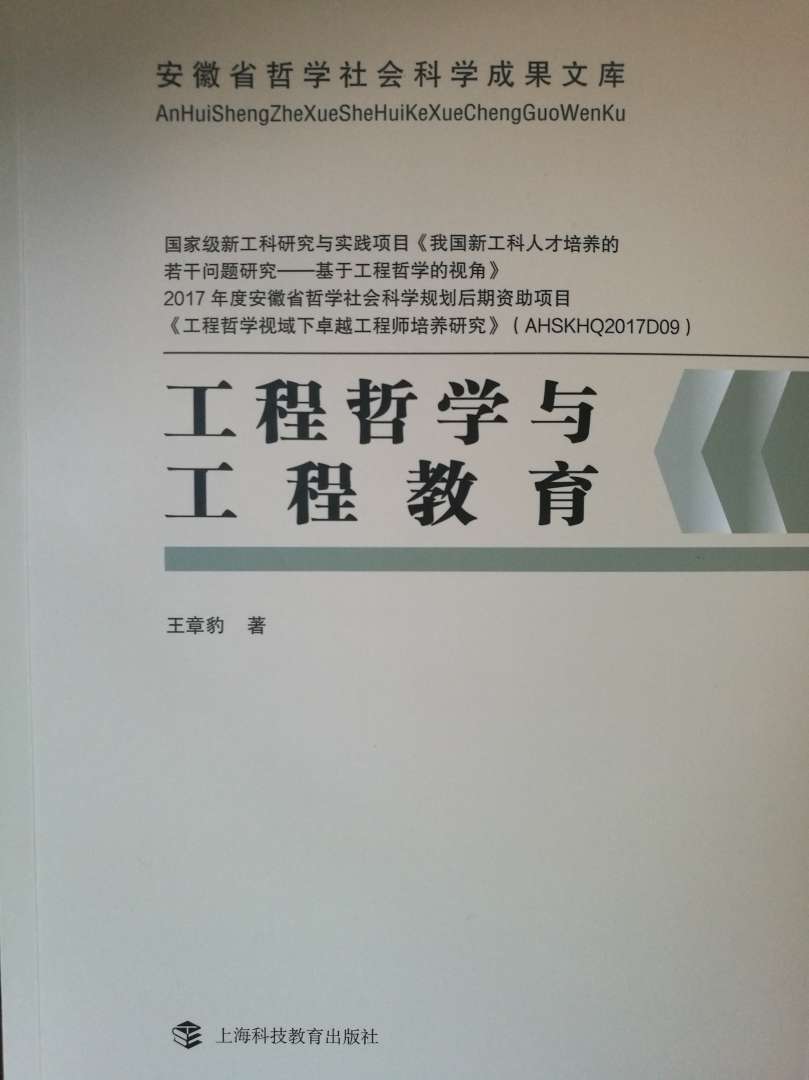 安徽省哲学社会科学成果文库
AnHuiShengZheXueSheHuiKeXueChengGuoWenKu
国家级新工科研究与实践项目《我国新工科人才培养的
若干问题研究——基于工程哲学的视角》
2017 年度安徽省哲学社会科学规划后期资助项目
《工程哲学视域下卓越工程师培养研究》（AHSKHQ2017D09）
工程哲学与
工程教育
王章豹 著
上海科技教育出版社